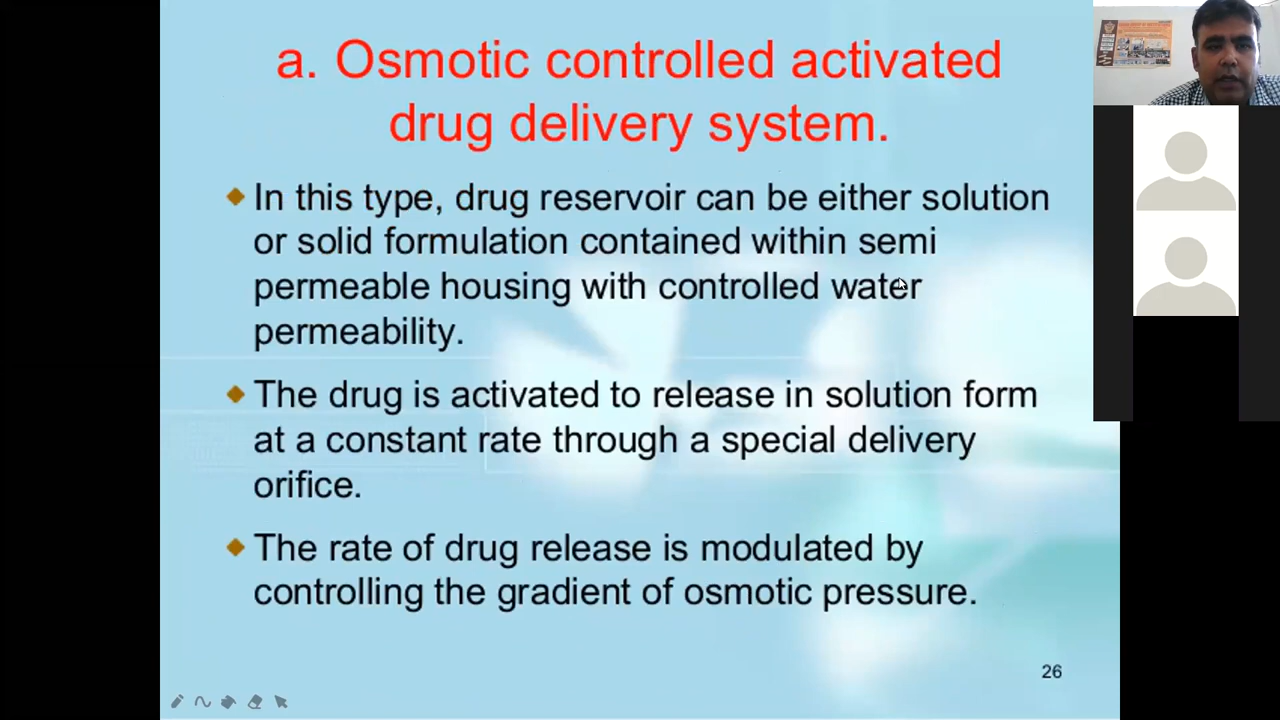 a. Osmotic controlled activated
drug delivery system.
In this type, drug reservoir can be either solution
or solid formulation contained within semi
permeable housing with controlled water
permeability.
The drug is activated to release in solution form
at a constant rate through a special delivery
orifice.
The rate of drug release is modulated by
controlling the gradient of osmotic pressure.
26